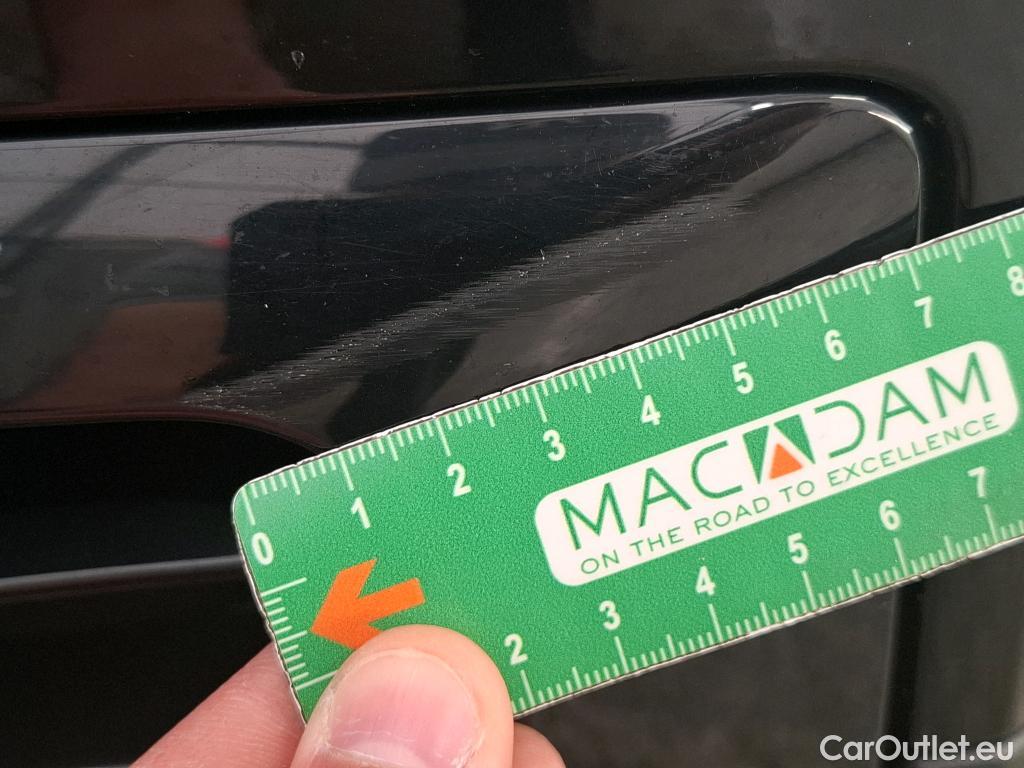 0 1 2 3 4 5 6 7 8
MACADAM
ON THE ROAD TO EXCELLENCE
2 3 4 5 6 7
CarOutlet.eu